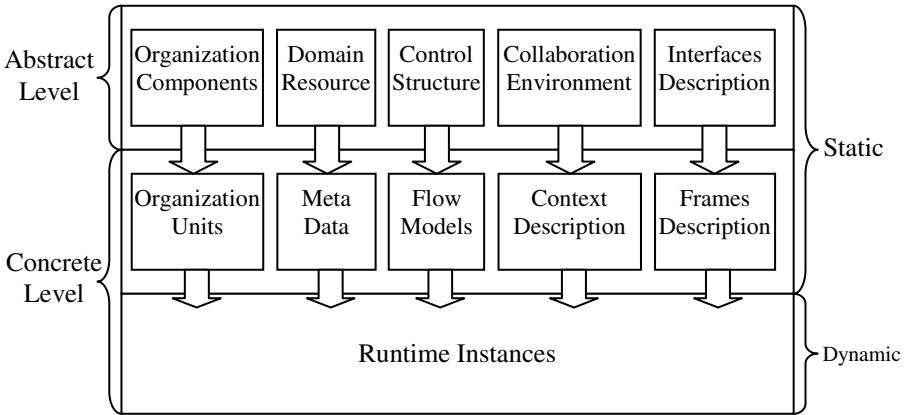 Abstract
Level
Organization
Components
Domain
Resource
Control
Structure
Collaboration
Environment
Interfaces
Description
Static
Concrete
Level
Organization
Units
Meta
Data
Flow
Models
Context
Description
Frames
Description
Runtime Instances
Dynamic